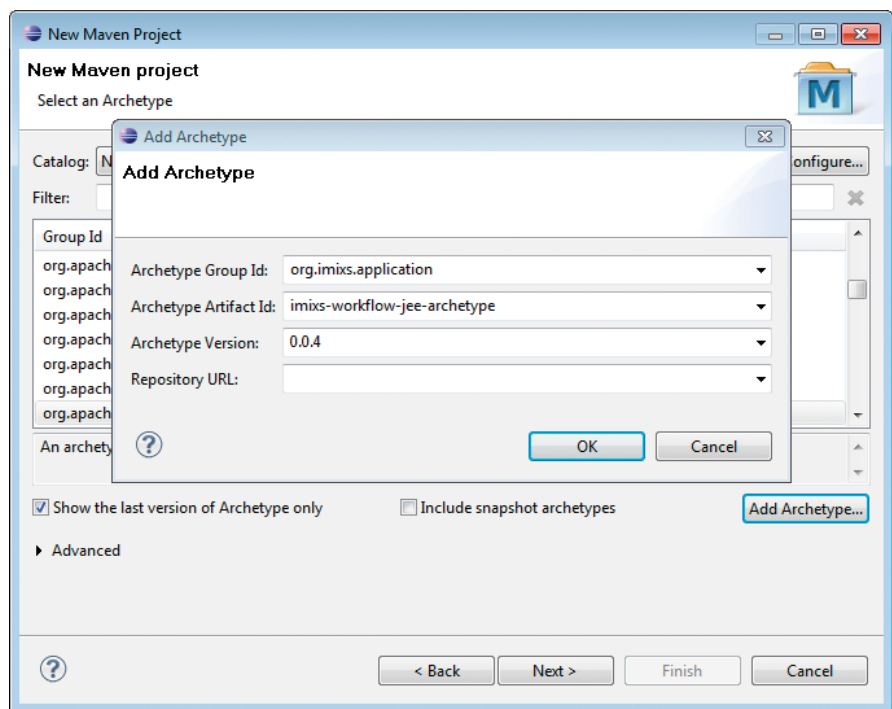 New Maven Project
New Maven project
Select an Archetype
M
Add Archetype
Add Archetype
Catalog: N
onfigure...
Filter:
Group Id
org.apach
org.apach
org.apach
org.apach
org.apach
org.apach
org.apach
Archetype Group Id: org.imixs.application
Archetype Artifact Id: imixs-workflow-jee-archetype
Archetype Version: 0.0.4
Repository URL:
An archety
? OK Cancel
Show the last version of Archetype only Include snapshot archetypes Add Archetype...
Advanced
? < Back Next > Finish Cancel